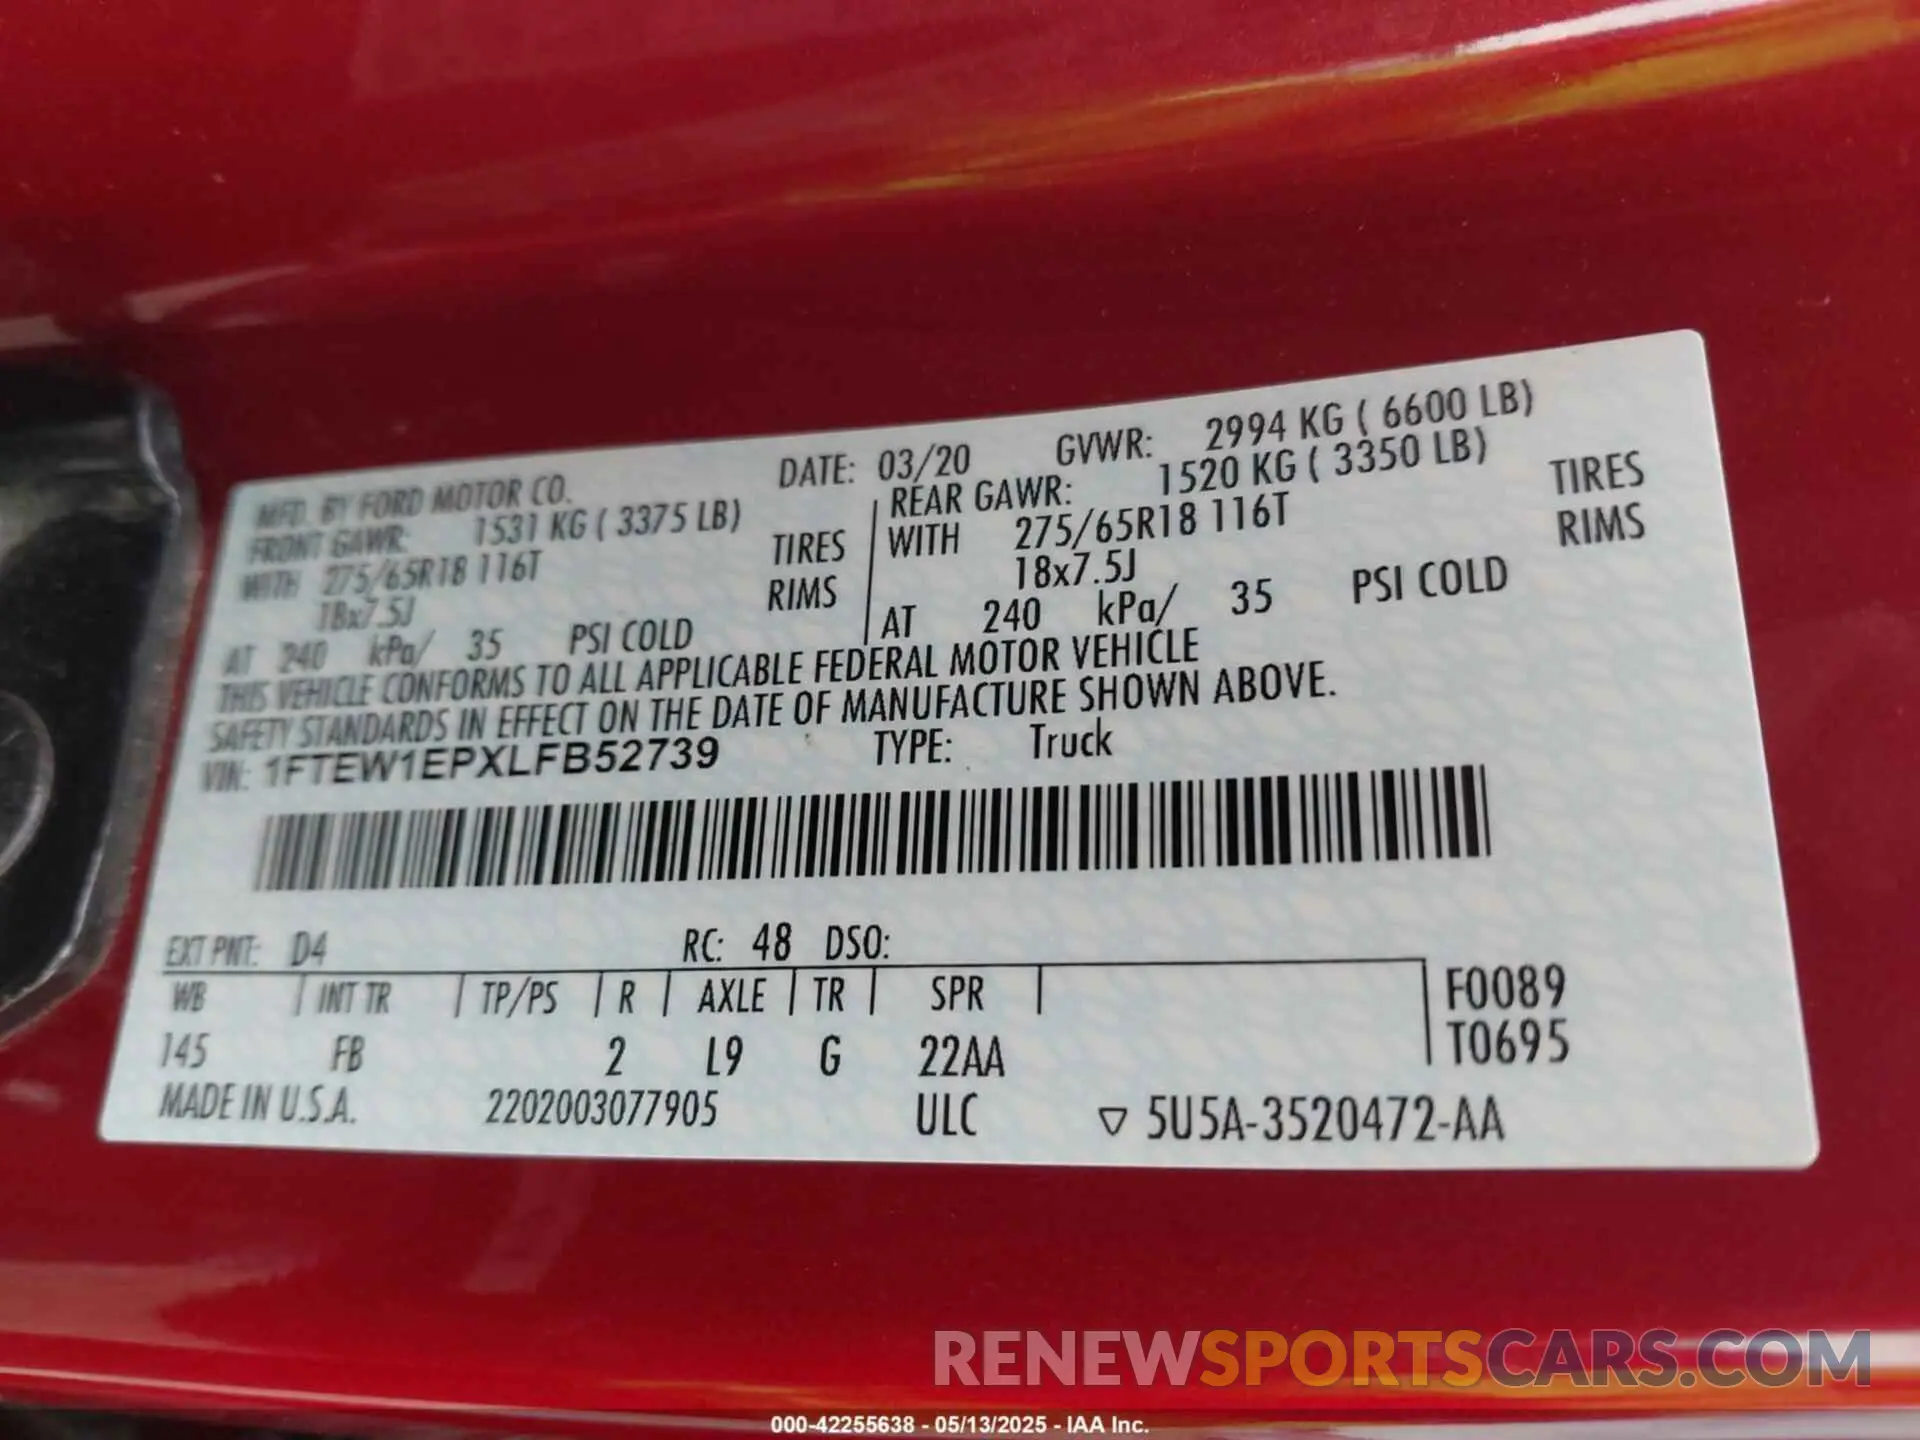 MFD. BY FORD MOTOR CO. DATE: 03/20 GVWR: 2994 KG ( 6600 LB)
FRONT GAWR: 1531 KG ( 3375 LB) REAR GAWR: 1520 KG ( 3350 LB)
WITH 275/65R18 116T TIRES WITH 275/65R18 116T TIRES
18x7.5J RIMS 18x7.5J RIMS
AT 240 kPa/ 35 PSI COLD AT 240 kPa/ 35 PSI COLD
THIS VEHICLE CONFORMS TO ALL APPLICABLE FEDERAL MOTOR VEHICLE
SAFETY STANDARDS IN EFFECT ON THE DATE OF MANUFACTURE SHOWN ABOVE.
VIN: 1FTEW1EPXLFB52739 TYPE: Truck
EXT PNT: D4 RC: 48 DSO:
WB INT TR TP/PS R AXLE TR SPR F0089
145 FB 2 L9 G 22AA T0695
MADE IN U.S.A. 2202003077905 ULC ▽ 5U5A-3520472-AA
RENEWSPORTSCARS.COM
000-42255638 - 05/13/2025 - IAA Inc.